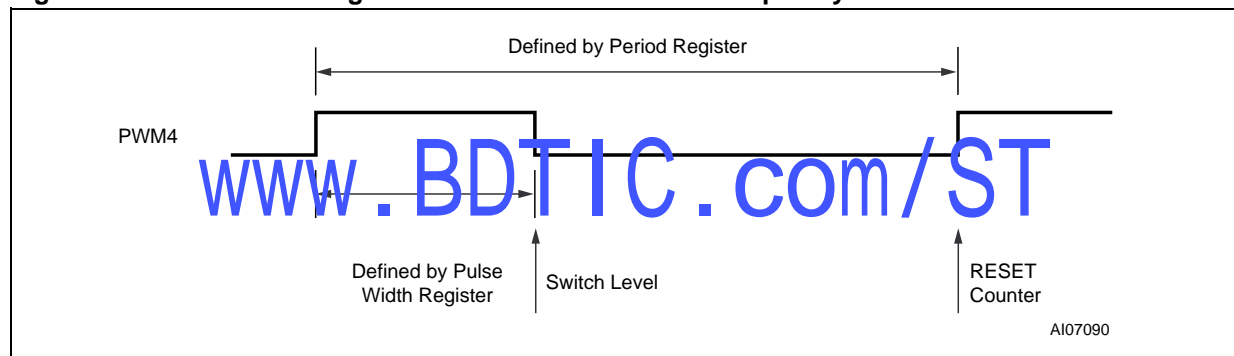 Defined by Period Register
PWM4
www.BDTIC.com/ST
Defined by Pulse
Width Register
Switch Level
RESET
Counter
AI07090